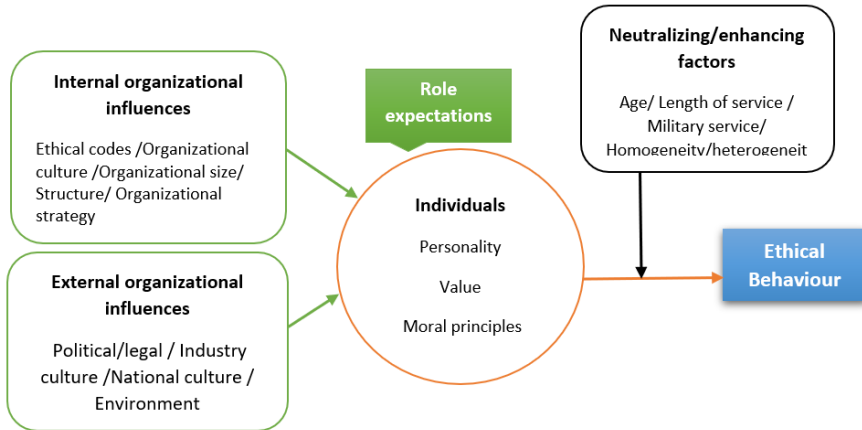 Internal organizational
influences
Ethical codes /Organizational
culture /Organizational size/
Structure/ Organizational
strategy
External organizational
influences
Political/legal / Industry
culture /National culture /
Environment
Role
expectations
Individuals
Personality
Value
Moral principles
Neutralizing/enhancing
factors
Age/ Length of service /
Military service/
Homogeneity/heterogeneit
Ethical
Behaviour